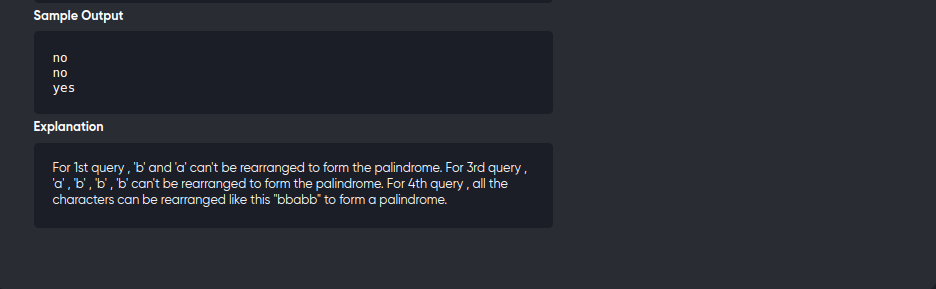 Sample Output
no
no
yes
Explanation
For 1st query , 'b' and 'a' can't be rearranged to form the palindrome. For 3rd query ,
'a' , 'b' , 'b' , 'b' can't be rearranged to form the palindrome. For 4th query , all the
characters can be rearranged like this "bbabb" to form a palindrome.